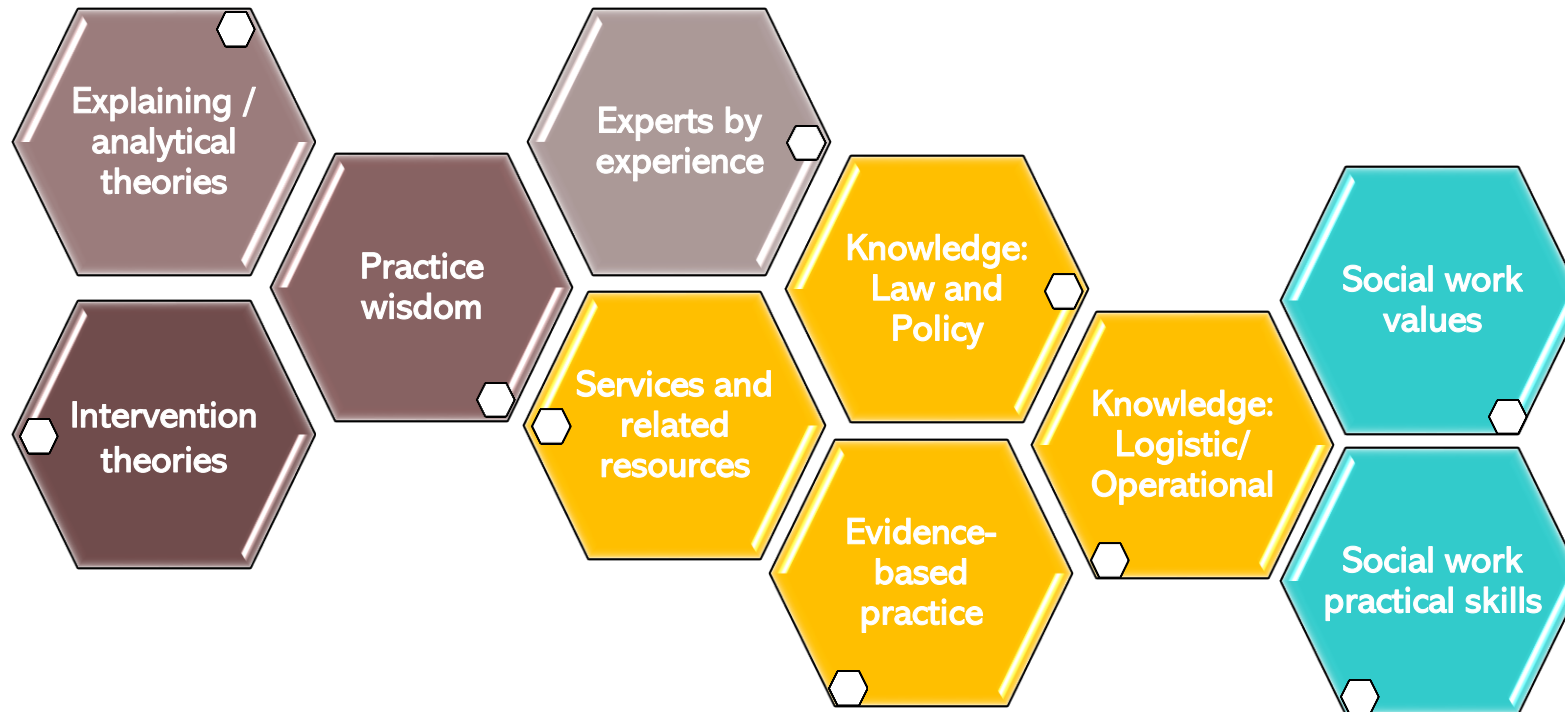 Explaining /
analytical
theories
Intervention
theories
Practice
wisdom
Experts by
experience
Services and
related
resources
Knowledge:
Law and
Policy
Evidence-
based
practice
Knowledge:
Logistic/
Operational
Social work
values
Social work
practical skills